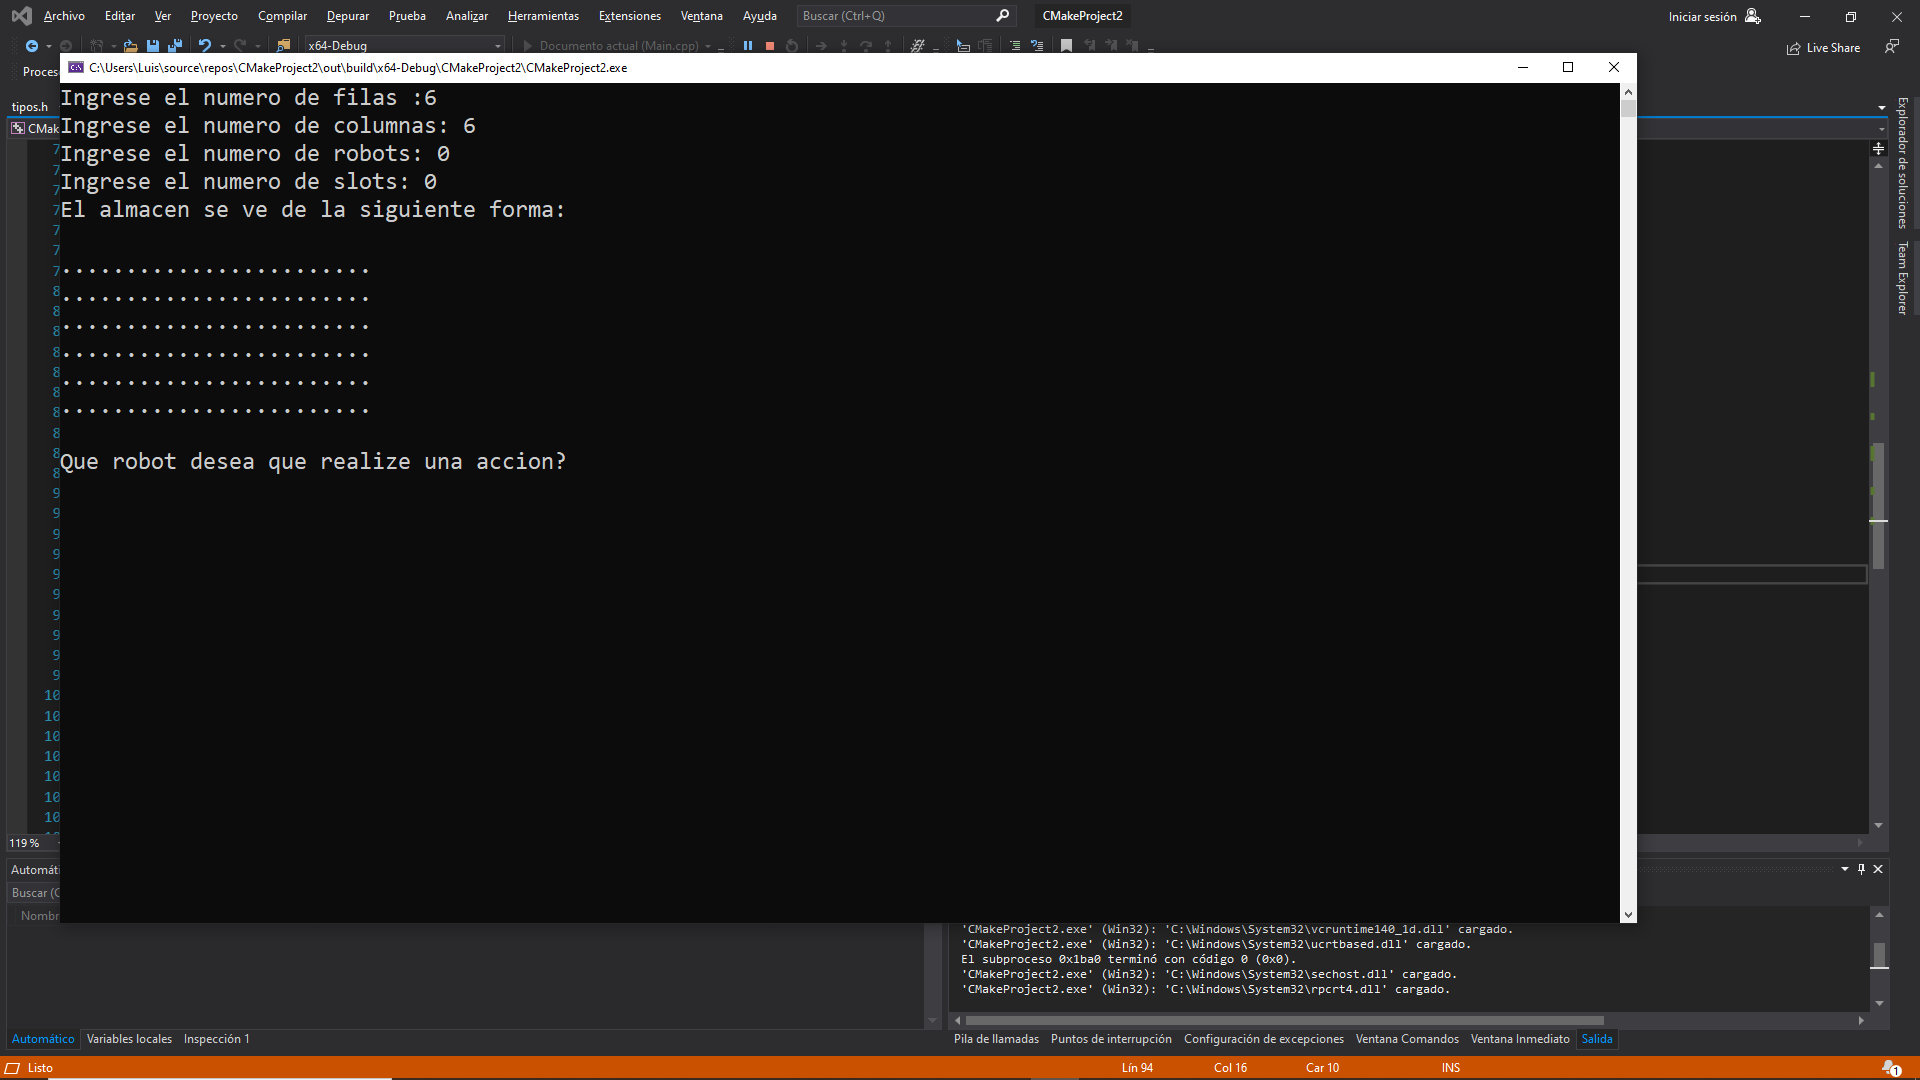 Archivo Editar Ver Proyecto Compilar Depurar Prueba Analizar Herramientas Extensiones Ventana Ayuda Buscar (Ctrl+Q) CMakeProject2 Iniciar sesión
x64-Debug Documento actual (Main.cpp) Live Share
Proces
C:\Users\Luis\source\repos\CMakeProject2\out\build\x64-Debug\CMakeProject2\CMakeProject2.exe
tipos.h
CMak
Ingrese el numero de filas :6
Ingrese el numero de columnas: 6
Ingrese el numero de robots: 0
Ingrese el numero de slots: 0
El almacen se ve de la siguiente forma:
........................
........................
........................
........................
........................
........................
Que robot desea que realize una accion?
Explorador de soluciones
Team Explorer
119 %
Automáti
Buscar (C
Nombr
'CMakeProject2.exe' (Win32): 'C:\Windows\System32\vcruntime140_1d.dll' cargado.
'CMakeProject2.exe' (Win32): 'C:\Windows\System32\ucrtbased.dll' cargado.
El subproceso 0x1ba0 terminó con código 0 (0x0).
'CMakeProject2.exe' (Win32): 'C:\Windows\System32\sechost.dll' cargado.
'CMakeProject2.exe' (Win32): 'C:\Windows\System32\rpcrt4.dll' cargado.
Automático Variables locales Inspección 1
Pila de llamadas Puntos de interrupción Configuración de excepciones Ventana Comandos Ventana Inmediato Salida
Listo Lín 94 Col 16 Car 10 INS 1